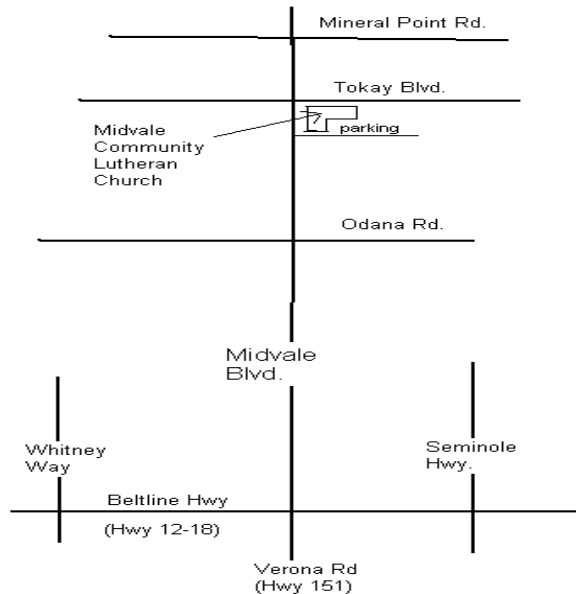 Mineral Point Rd.
Tokay Blvd.
Midvale
Community
Lutheran
Church
parking
Odana Rd.
Midvale
Blvd.
Whitney
Way
Seminole
Hwy.
Beltline Hwy
(Hwy 12-18)
Verona Rd
(Hwy 151)